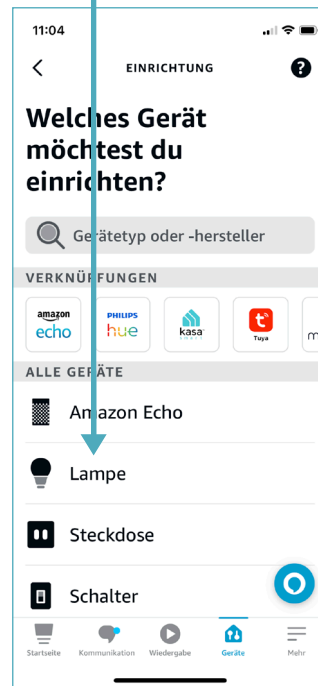 11:04
EINRICHTUNG
Welches Gerät
möchtest du
einrichten?
Gerätetyp oder -hersteller
VERKNÜPFUNGEN
amazon echo
PHILIPS hue
kasa smart
Tuya
m
ALLE GERÄTE
Amazon Echo
Lampe
Steckdose
Schalter
Startseite Kommunikation Wiedergabe Geräte Mehr